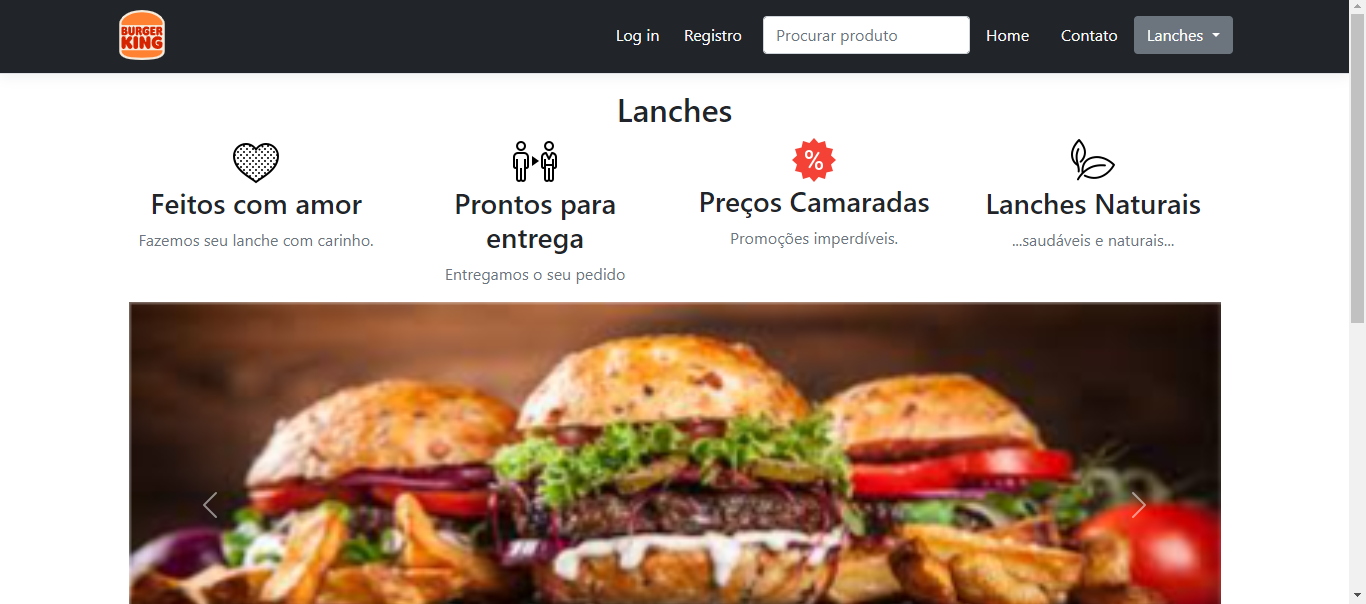 BURGER
KING
Log in
Registro
Procurar produto
Home
Contato
Lanches
Lanches
%
Feitos com amor
Fazemos seu lanche com carinho.
Prontos para
entrega
Entregamos o seu pedido
Preços Camaradas
Promoções imperdíveis.
Lanches Naturais
...saudáveis e naturais...